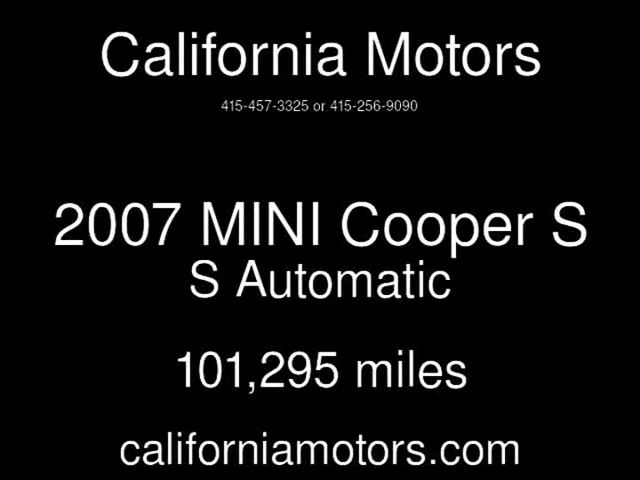 California Motors
415-457-3325 or 415-256-9090
2007 MINI Cooper S
S Automatic
101,295 miles
californiamotors.com